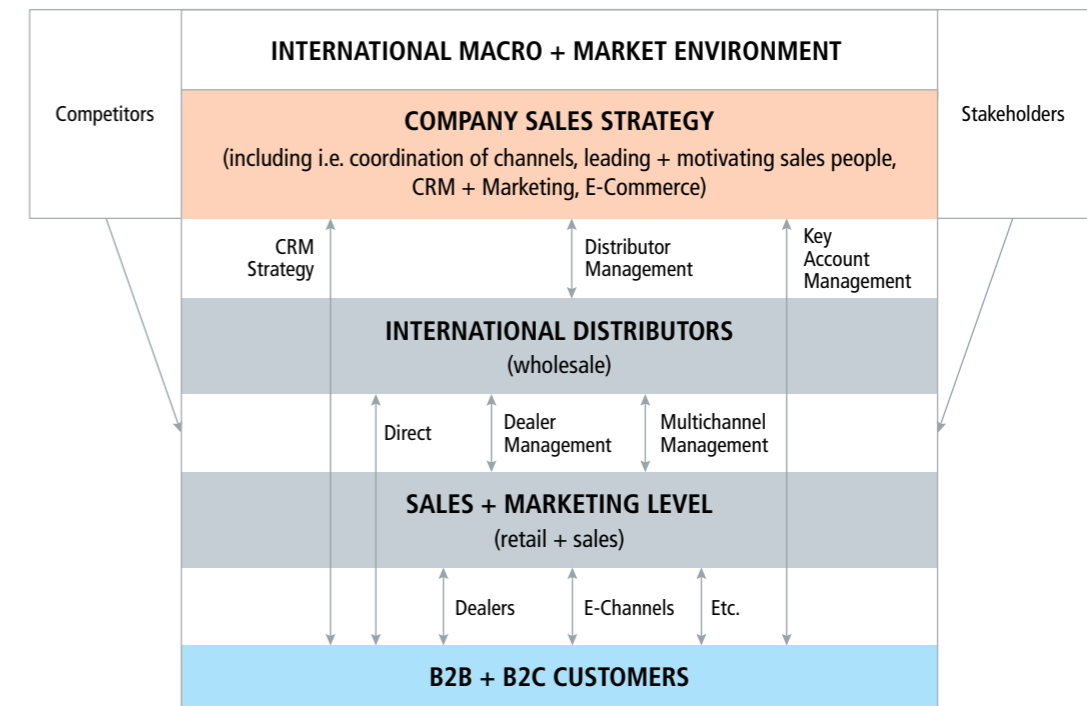 INTERNATIONAL MACRO + MARKET ENVIRONMENT
Competitors
Stakeholders
COMPANY SALES STRATEGY
(including i.e. coordination of channels, leading + motivating sales people,
CRM + Marketing, E-Commerce)
CRM
Strategy
Distributor
Management
Key
Account
Management
INTERNATIONAL DISTRIBUTORS
(wholesale)
Direct
Dealer
Management
Multichannel
Management
SALES + MARKETING LEVEL
(retail + sales)
Dealers
E-Channels
Etc.
B2B + B2C CUSTOMERS